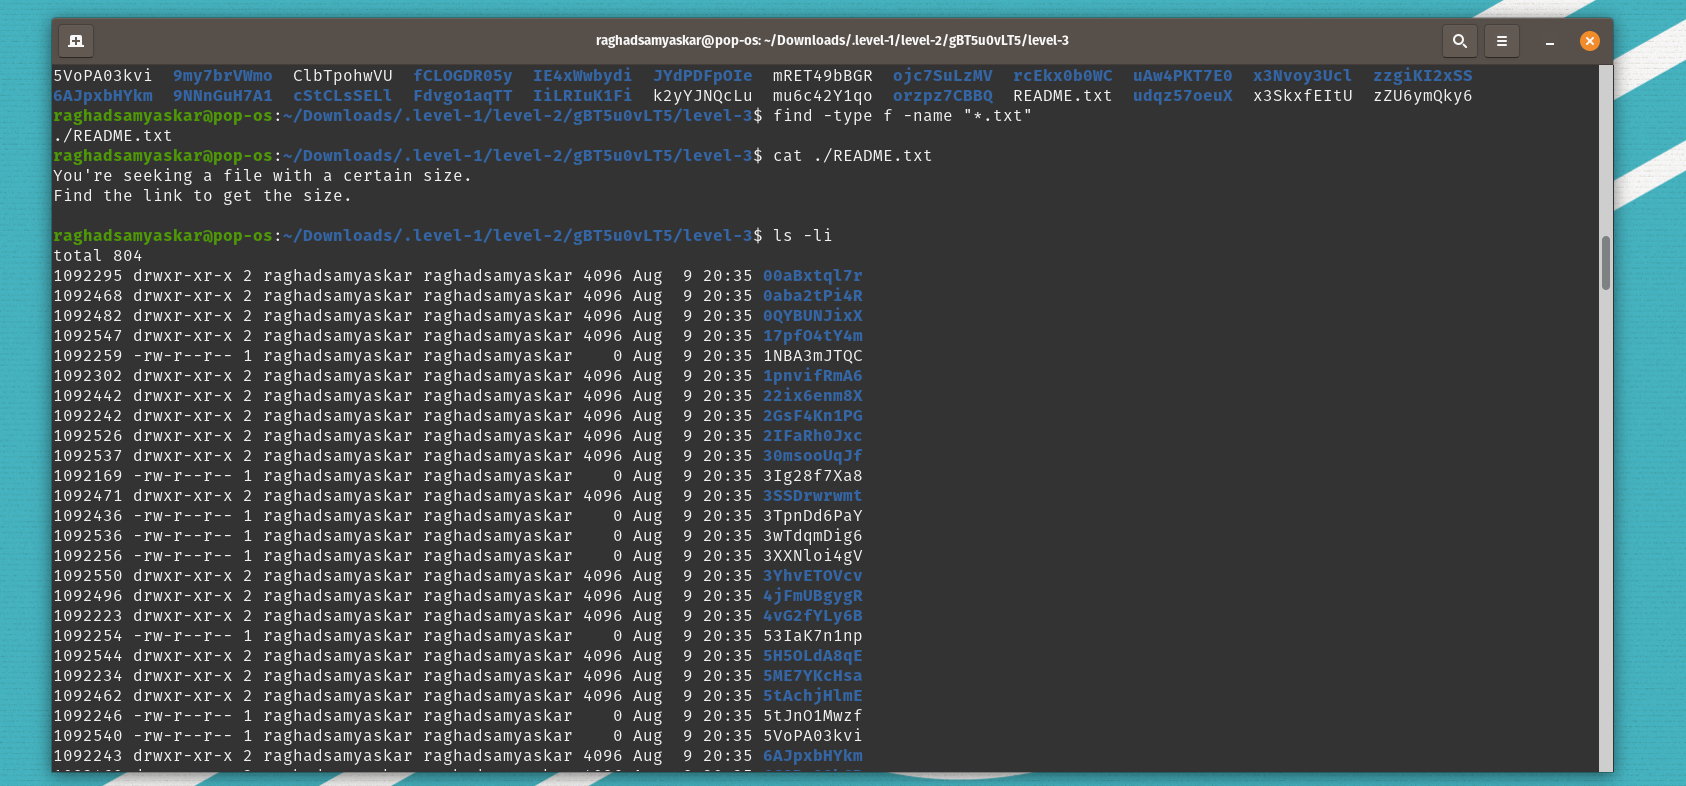 raghadsamyaskar@pop-os: ~/Downloads/.level-1/level-2/gBT5u0vLT5/level-3
5VoPA03kvi  9my7brVWmo  ClbTpohwVU  fCLOGDR05y  IE4xWwbydi  JYdPDFpOIe  mRET49bBGR  ojc7SuLzMV  rcEkx0b0WC  uAw4PKT7E0  x3Nvoy3Ucl  zzgiKI2xSS
6AJpxbHYkm  9NNnGuH7A1  cStCLsSELl  Fdvgo1aqTT  IiLRIuK1Fi  k2yYJNQcLu  mu6c42Y1qo  orzpz7CBBQ  README.txt  udqz57oeuX  x3SkxfEItU  zZU6ymQky6
raghadsamyaskar@pop-os:~/Downloads/.level-1/level-2/gBT5u0vLT5/level-3$ find -type f -name "*.txt"
./README.txt
raghadsamyaskar@pop-os:~/Downloads/.level-1/level-2/gBT5u0vLT5/level-3$ cat ./README.txt
You're seeking a file with a certain size.
Find the link to get the size.
raghadsamyaskar@pop-os:~/Downloads/.level-1/level-2/gBT5u0vLT5/level-3$ ls -li
total 804
1092295 drwxr-xr-x 2 raghadsamyaskar raghadsamyaskar 4096 Aug  9 20:35 00aBxtql7r
1092468 drwxr-xr-x 2 raghadsamyaskar raghadsamyaskar 4096 Aug  9 20:35 0aba2tPi4R
1092482 drwxr-xr-x 2 raghadsamyaskar raghadsamyaskar 4096 Aug  9 20:35 0QYBUNJixX
1092547 drwxr-xr-x 2 raghadsamyaskar raghadsamyaskar 4096 Aug  9 20:35 17pfO4tY4m
1092259 -rw-r--r-- 1 raghadsamyaskar raghadsamyaskar    0 Aug  9 20:35 1NBA3mJTQC
1092302 drwxr-xr-x 2 raghadsamyaskar raghadsamyaskar 4096 Aug  9 20:35 1pnvifRmA6
1092442 drwxr-xr-x 2 raghadsamyaskar raghadsamyaskar 4096 Aug  9 20:35 22ix6enm8X
1092242 drwxr-xr-x 2 raghadsamyaskar raghadsamyaskar 4096 Aug  9 20:35 2GsF4Kn1PG
1092526 drwxr-xr-x 2 raghadsamyaskar raghadsamyaskar 4096 Aug  9 20:35 2IFaRh0Jxc
1092537 drwxr-xr-x 2 raghadsamyaskar raghadsamyaskar 4096 Aug  9 20:35 30msooUqJf
1092169 -rw-r--r-- 1 raghadsamyaskar raghadsamyaskar    0 Aug  9 20:35 3Ig28f7Xa8
1092471 drwxr-xr-x 2 raghadsamyaskar raghadsamyaskar 4096 Aug  9 20:35 3SSDrwrwmt
1092436 -rw-r--r-- 1 raghadsamyaskar raghadsamyaskar    0 Aug  9 20:35 3TpnDd6PaY
1092536 -rw-r--r-- 1 raghadsamyaskar raghadsamyaskar    0 Aug  9 20:35 3wTdqmDig6
1092256 -rw-r--r-- 1 raghadsamyaskar raghadsamyaskar    0 Aug  9 20:35 3XXNloi4gV
1092550 drwxr-xr-x 2 raghadsamyaskar raghadsamyaskar 4096 Aug  9 20:35 3YhvETOVcv
1092496 drwxr-xr-x 2 raghadsamyaskar raghadsamyaskar 4096 Aug  9 20:35 4jFmUBgygR
1092223 drwxr-xr-x 2 raghadsamyaskar raghadsamyaskar 4096 Aug  9 20:35 4vG2fYLy6B
1092254 -rw-r--r-- 1 raghadsamyaskar raghadsamyaskar    0 Aug  9 20:35 53IaK7n1np
1092544 drwxr-xr-x 2 raghadsamyaskar raghadsamyaskar 4096 Aug  9 20:35 5H5OLdA8qE
1092234 drwxr-xr-x 2 raghadsamyaskar raghadsamyaskar 4096 Aug  9 20:35 5ME7YKcHsa
1092462 drwxr-xr-x 2 raghadsamyaskar raghadsamyaskar 4096 Aug  9 20:35 5tAchjHlmE
1092246 -rw-r--r-- 1 raghadsamyaskar raghadsamyaskar    0 Aug  9 20:35 5tJnO1Mwzf
1092540 -rw-r--r-- 1 raghadsamyaskar raghadsamyaskar    0 Aug  9 20:35 5VoPA03kvi
1092243 drwxr-xr-x 2 raghadsamyaskar raghadsamyaskar 4096 Aug  9 20:35 6AJpxbHYkm